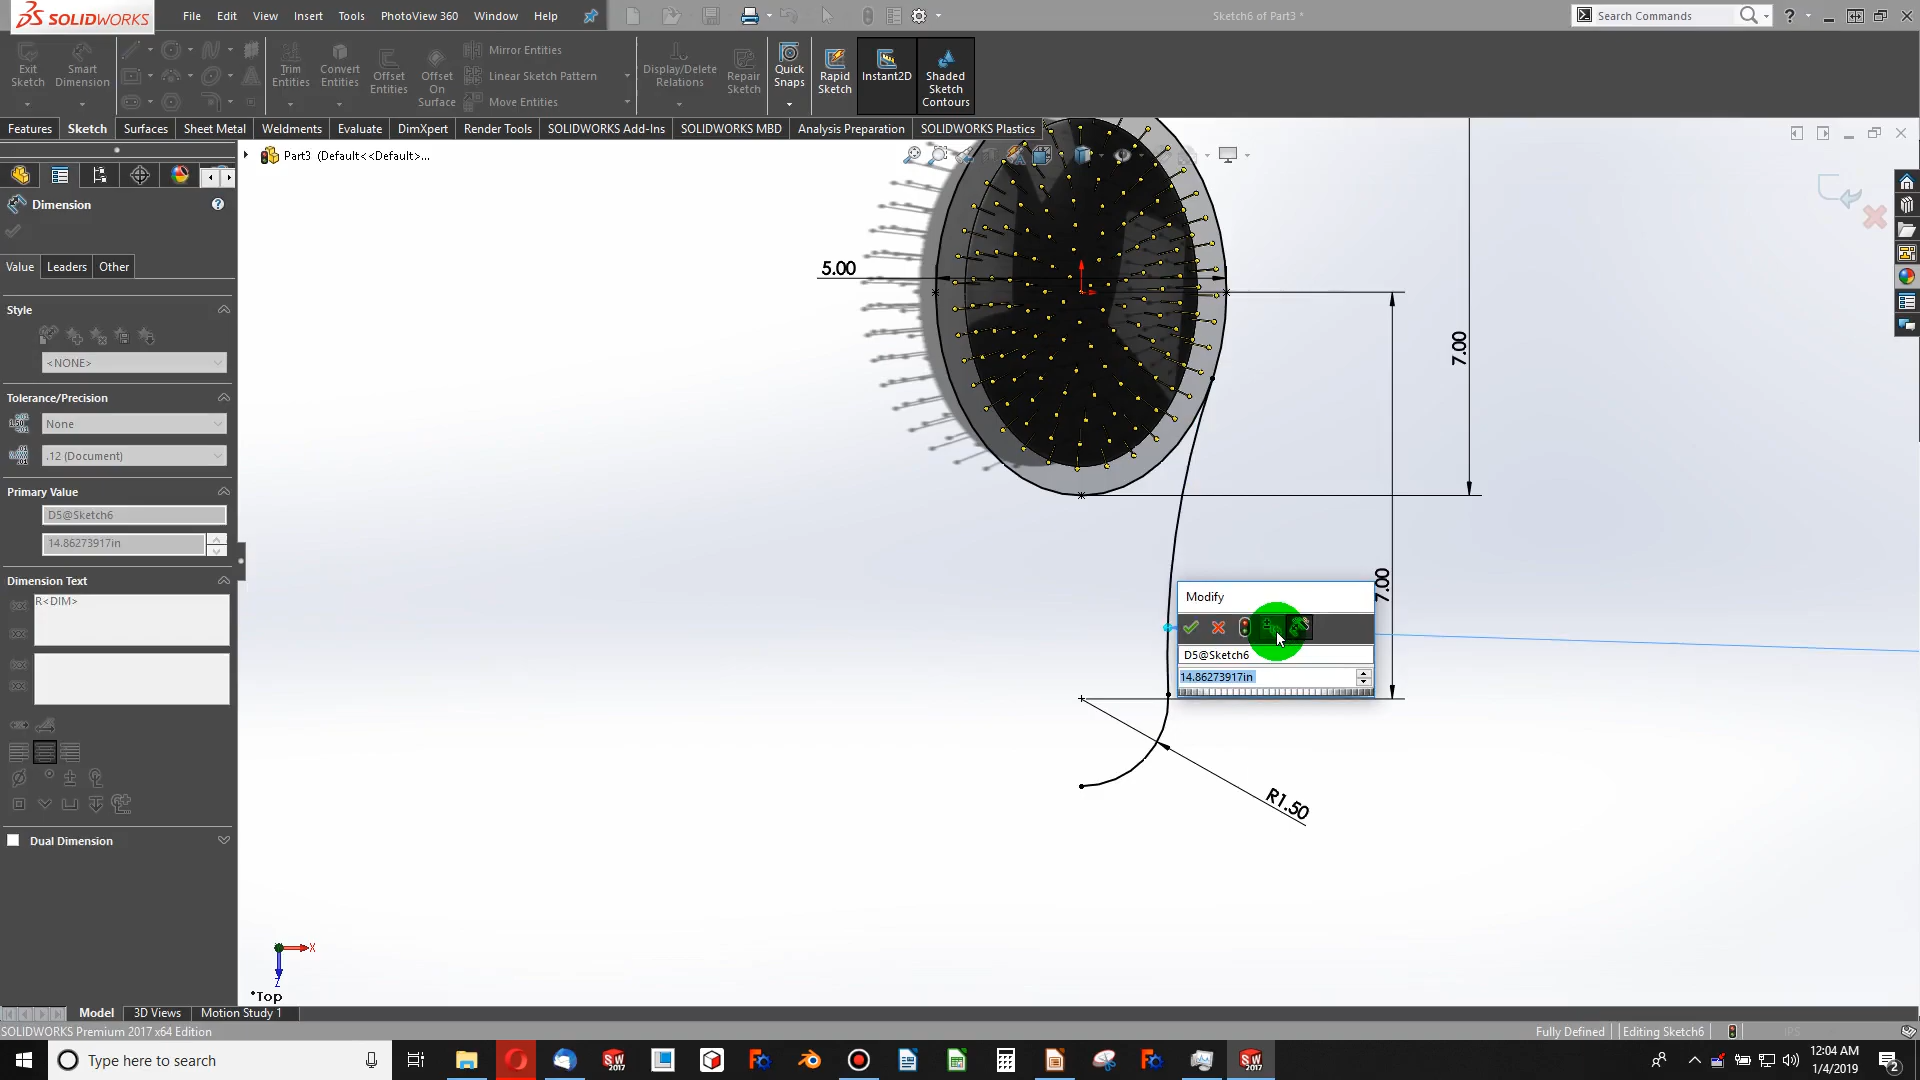 SOLIDWORKS
File Edit View Insert Tools PhotoView 360 Window Help
Sketch6 of Part3 *
Search Commands
Exit Sketch
Smart Dimension
Trim Entities
Convert Entities
Offset Entities
Offset On Surface
Mirror Entities
Linear Sketch Pattern
Move Entities
Display/Delete Relations
Repair Sketch
Quick Snaps
Rapid Sketch
Instant2D
Shaded Sketch Contours
Features Sketch Surfaces Sheet Metal Weldments Evaluate DimXpert Render Tools SOLIDWORKS Add-Ins SOLIDWORKS MBD Analysis Preparation SOLIDWORKS Plastics
Part3 (Default<<Default>...
Dimension
Value Leaders Other
Style
<NONE>
Tolerance/Precision
None
.12 (Document)
Primary Value
D5@Sketch6
14.86273917in
Dimension Text
R<DIM>
Dual Dimension
5.00
7.00
7.00
R1.50
Modify
D5@Sketch6
14.86273917in
X
Z
*Top
Model 3D Views Motion Study 1
SOLIDWORKS Premium 2017 x64 Edition
Fully Defined
Editing Sketch6
IPS
Type here to search
12:04 AM
1/4/2019
2